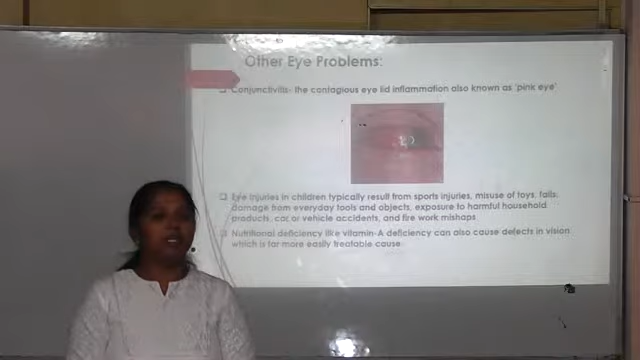 Other Eye Problems:
Conjunctivitis- the contagious eye lid inflammation also known as 'pink eye'
Eye injuries in children typically result from sports injuries, misuse of toys, falls,
damage from everyday tools and objects, exposure to harmful household
products, car or vehicle accidents, and fire work mishaps
Nutritional deficiency like vitamin-A deficiency can also cause defects in vision
which is far more easily treatable cause